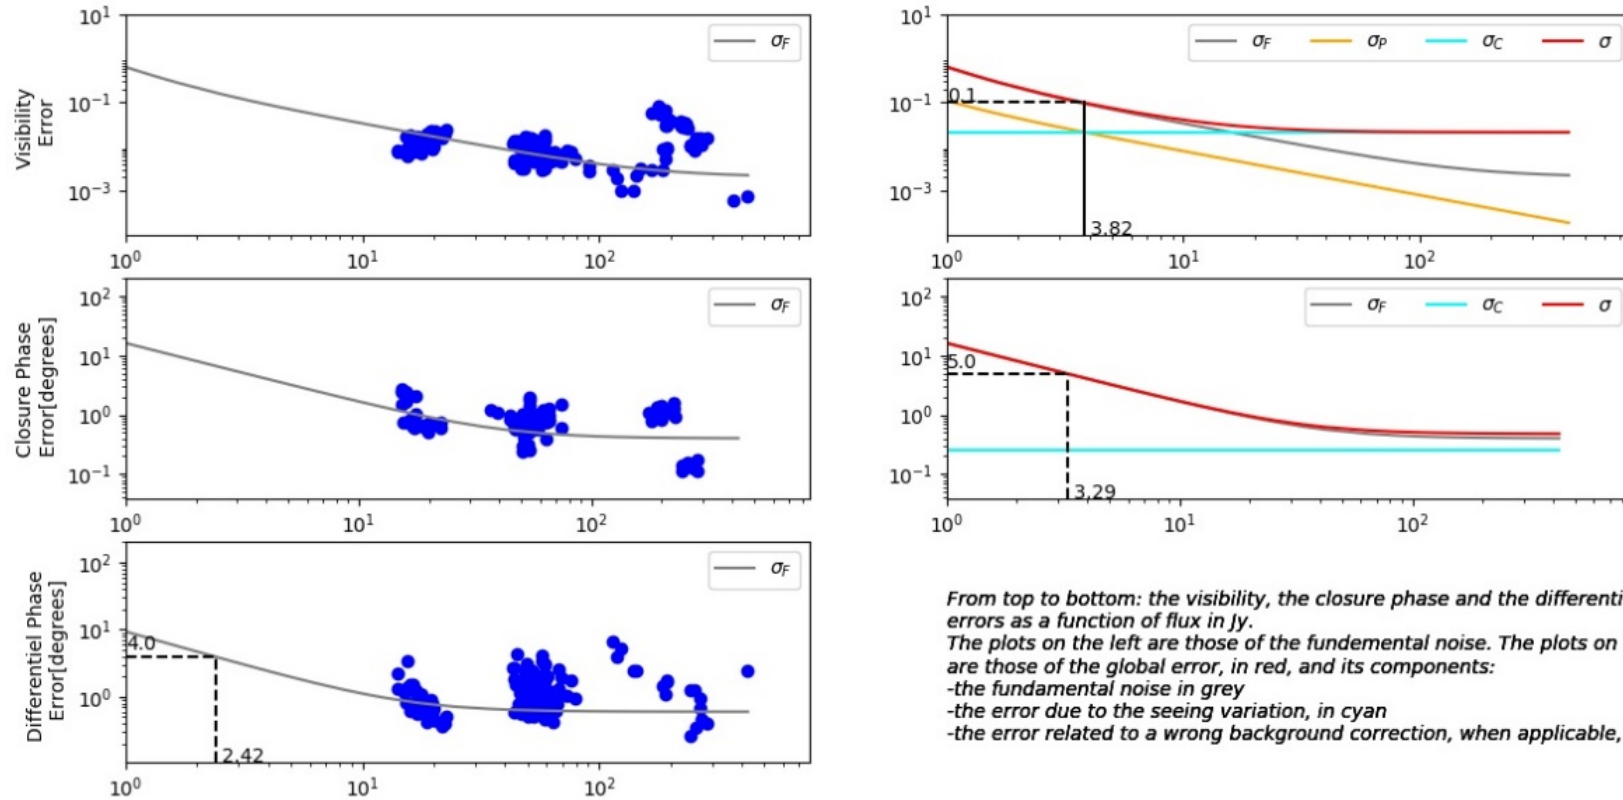 10¹
10⁻¹
10⁻³
Visibility
Error
σF
10⁰ 10¹ 10²
10¹
10⁻¹
10⁻³
σF σP σC σ
0.1
3.82
10⁰ 10¹ 10²
10²
10¹
10⁰
10⁻¹
Closure Phase
Error[degrees]
σF
10⁰ 10¹ 10²
10²
10¹
10⁰
10⁻¹
σF σC σ
5.0
3.29
10⁰ 10¹ 10²
10²
10¹
10⁰
Differentiel Phase
Error[degrees]
σF
4.0
2.42
10⁰ 10¹ 10²
From top to bottom: the visibility, the closure phase and the differenti
errors as a function of flux in Jy.
The plots on the left are those of the fundemental noise. The plots on
are those of the global error, in red, and its components:
-the fundamental noise in grey
-the error due to the seeing variation, in cyan
-the error related to a wrong background correction, when applicable,